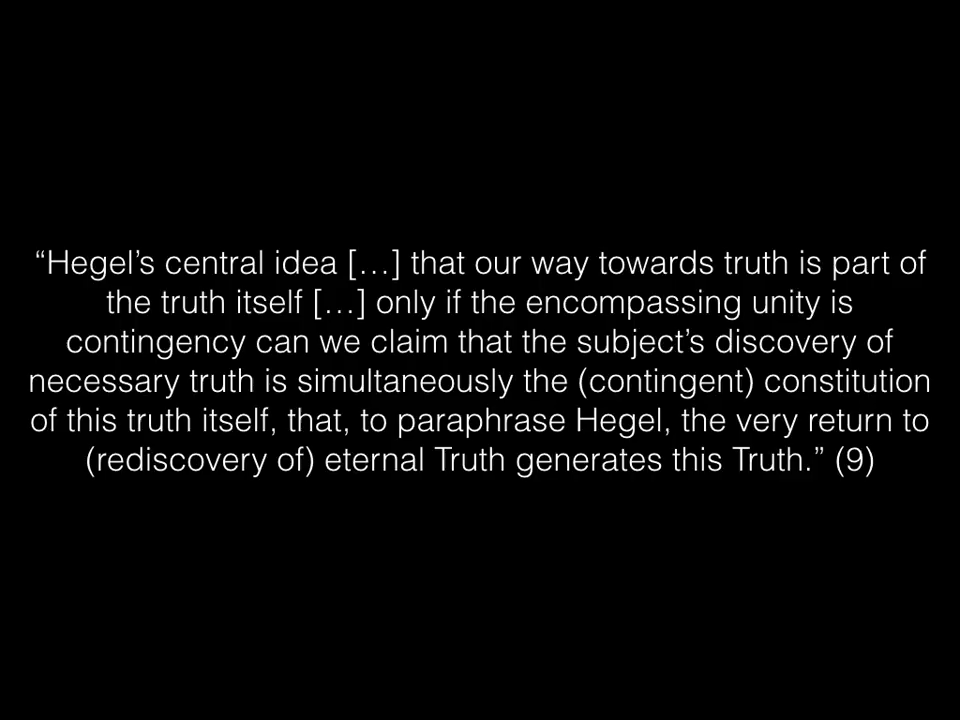 “Hegel’s central idea […] that our way towards truth is part of
the truth itself […] only if the encompassing unity is
contingency can we claim that the subject’s discovery of
necessary truth is simultaneously the (contingent) constitution
of this truth itself, that, to paraphrase Hegel, the very return to
(rediscovery of) eternal Truth generates this Truth.” (9)